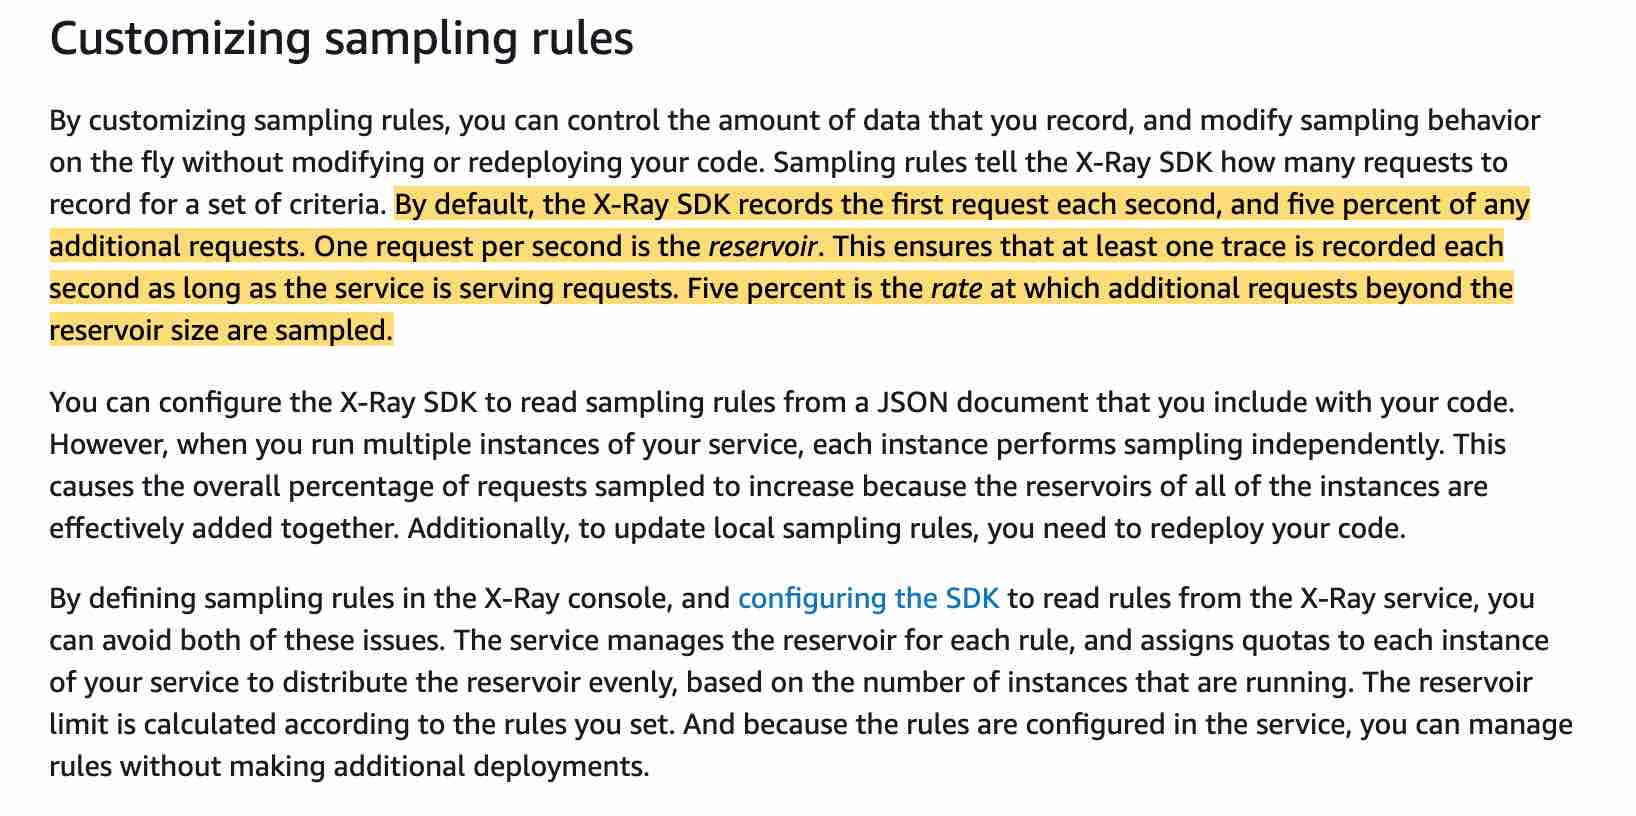 Customizing sampling rules
By customizing sampling rules, you can control the amount of data that you record, and modify sampling behavior
on the fly without modifying or redeploying your code. Sampling rules tell the X-Ray SDK how many requests to
record for a set of criteria. By default, the X-Ray SDK records the first request each second, and five percent of any
additional requests. One request per second is the reservoir. This ensures that at least one trace is recorded each
second as long as the service is serving requests. Five percent is the rate at which additional requests beyond the
reservoir size are sampled.
You can configure the X-Ray SDK to read sampling rules from a JSON document that you include with your code.
However, when you run multiple instances of your service, each instance performs sampling independently. This
causes the overall percentage of requests sampled to increase because the reservoirs of all of the instances are
effectively added together. Additionally, to update local sampling rules, you need to redeploy your code.
By defining sampling rules in the X-Ray console, and configuring the SDK to read rules from the X-Ray service, you
can avoid both of these issues. The service manages the reservoir for each rule, and assigns quotas to each instance
of your service to distribute the reservoir evenly, based on the number of instances that are running. The reservoir
limit is calculated according to the rules you set. And because the rules are configured in the service, you can manage
rules without making additional deployments.